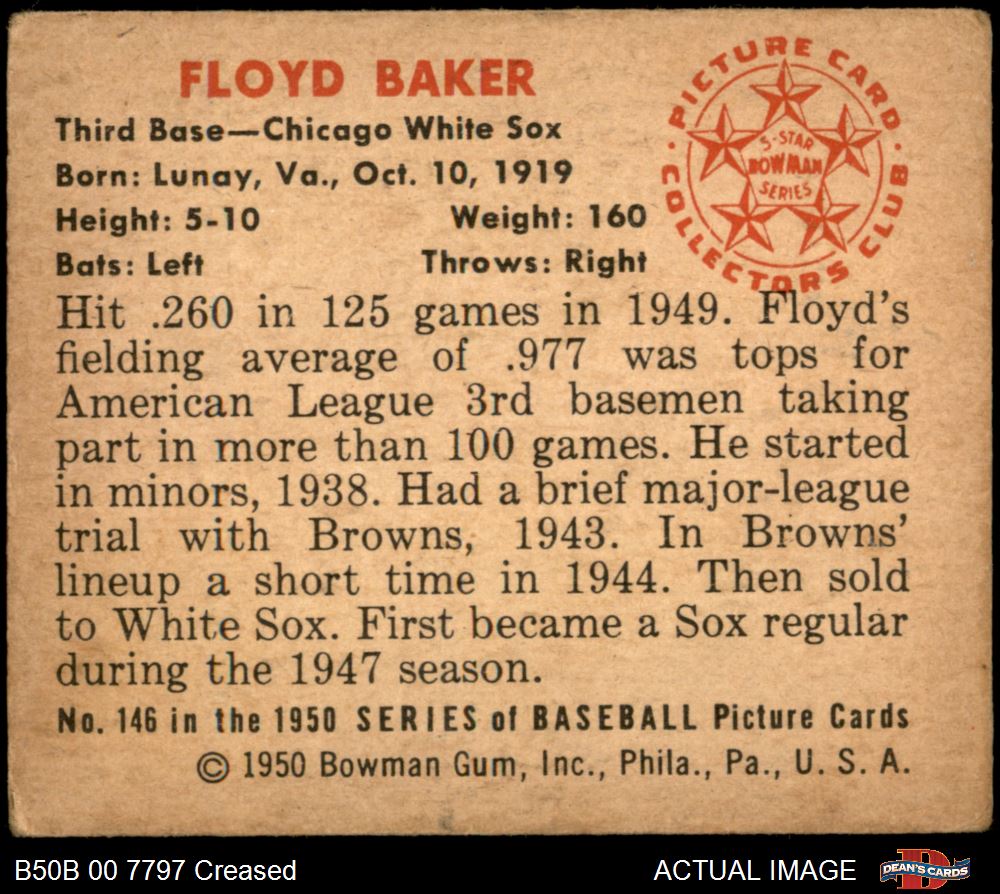 FLOYD BAKER
Third Base—Chicago White Sox
Born: Lunay, Va., Oct. 10, 1919
Height: 5-10 Weight: 160
Bats: Left Throws: Right
PICTURE CARD COLLECTORS CLUB
5-STAR
BOWMAN
SERIES
Hit .260 in 125 games in 1949. Floyd's
fielding average of .977 was tops for
American League 3rd basemen taking
part in more than 100 games. He started
in minors, 1938. Had a brief major-league
trial with Browns, 1943. In Browns'
lineup a short time in 1944. Then sold
to White Sox. First became a Sox regular
during the 1947 season.
No. 146 in the 1950 SERIES of BASEBALL Picture Cards
© 1950 Bowman Gum, Inc., Phila., Pa., U. S. A.
B50B 00 7797 Creased
ACTUAL IMAGE
DEAN'S CARDS